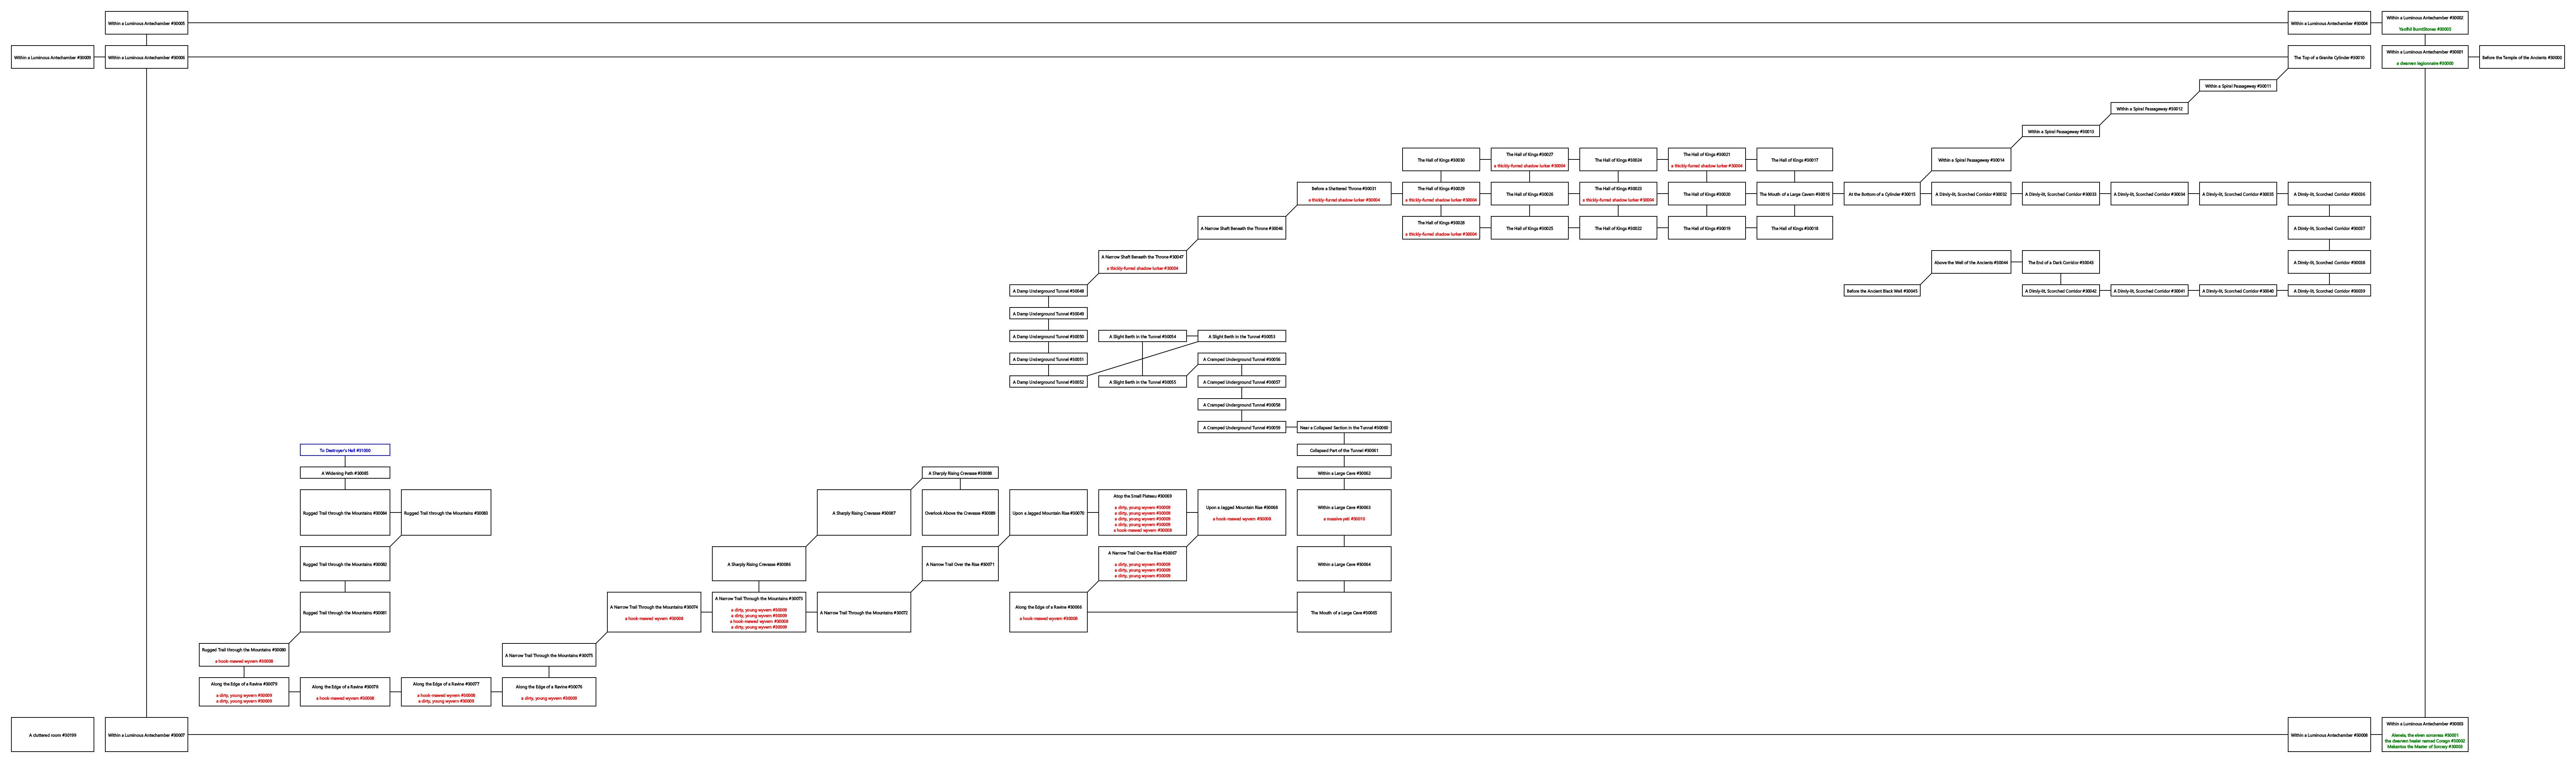 Within a Luminous Antechamber #30005
Within a Luminous Antechamber #30004
Within a Luminous Antechamber #30002
Yaothil BurntStones #30005
Within a Luminous Antechamber #30009
Within a Luminous Antechamber #30006
The Top of a Granite Cylinder #30010
Within a Luminous Antechamber #30001
a dwarven legionnaire #30000
Before the Temple of the Ancients #30000
Within a Spiral Passageway #30011
Within a Spiral Passageway #30012
Within a Spiral Passageway #30013
The Hall of Kings #30030
The Hall of Kings #30027
a thickly-furred shadow lurker #30004
The Hall of Kings #30024
The Hall of Kings #30021
a thickly-furred shadow lurker #30004
The Hall of Kings #30017
Within a Spiral Passageway #30014
Before a Shattered Throne #30031
a thickly-furred shadow lurker #30004
The Hall of Kings #30029
a thickly-furred shadow lurker #30004
The Hall of Kings #30026
The Hall of Kings #30023
a thickly-furred shadow lurker #30004
The Hall of Kings #30020
The Mouth of a Large Cavern #30016
At the Bottom of a Cylinder #30015
A Dimly-lit, Scorched Corridor #30032
A Dimly-lit, Scorched Corridor #30033
A Dimly-lit, Scorched Corridor #30034
A Dimly-lit, Scorched Corridor #30035
A Dimly-lit, Scorched Corridor #30036
A Narrow Shaft Beneath the Throne #30046
The Hall of Kings #30028
a thickly-furred shadow lurker #30004
The Hall of Kings #30025
The Hall of Kings #30022
The Hall of Kings #30019
The Hall of Kings #30018
A Dimly-lit, Scorched Corridor #30037
A Narrow Shaft Beneath the Throne #30047
a thickly-furred shadow lurker #30004
Above the Well of the Ancients #30044
The End of a Dark Corridor #30043
A Dimly-lit, Scorched Corridor #30038
A Damp Underground Tunnel #30048
Before the Ancient Black Well #30045
A Dimly-lit, Scorched Corridor #30042
A Dimly-lit, Scorched Corridor #30041
A Dimly-lit, Scorched Corridor #30040
A Dimly-lit, Scorched Corridor #30039
A Damp Underground Tunnel #30049
A Damp Underground Tunnel #30050
A Slight Berth in the Tunnel #30054
A Slight Berth in the Tunnel #30053
A Damp Underground Tunnel #30051
A Cramped Underground Tunnel #30056
A Damp Underground Tunnel #30052
A Slight Berth in the Tunnel #30055
A Cramped Underground Tunnel #30057
A Cramped Underground Tunnel #30058
A Cramped Underground Tunnel #30059
Near a Collapsed Section in the Tunnel #30060
To Destroyer's Hall #31000
Collapsed Part of the Tunnel #30061
A Widening Path #30085
A Sharply Rising Crevasse #30088
Within a Large Cave #30062
Rugged Trail through the Mountains #30084
Rugged Trail through the Mountains #30083
A Sharply Rising Crevasse #30087
Overlook Above the Crevasse #30089
Upon a Jagged Mountain Rise #30070
Atop the Small Plateau #30069
a dirty, young wyvern #30009
a dirty, young wyvern #30009
a dirty, young wyvern #30009
a dirty, young wyvern #30009
a hook-mawed wyvern #30008
Upon a Jagged Mountain Rise #30068
a hook-mawed wyvern #30008
Within a Large Cave #30063
a massive yeti #30010
Rugged Trail through the Mountains #30082
A Sharply Rising Crevasse #30086
A Narrow Trail Over the Rise #30071
A Narrow Trail Over the Rise #30067
a dirty, young wyvern #30009
a dirty, young wyvern #30009
a dirty, young wyvern #30009
Within a Large Cave #30064
Rugged Trail through the Mountains #30081
A Narrow Trail Through the Mountains #30074
a hook-mawed wyvern #30008
A Narrow Trail Through the Mountains #30073
a dirty, young wyvern #30009
a dirty, young wyvern #30009
a hook-mawed wyvern #30008
a dirty, young wyvern #30009
A Narrow Trail Through the Mountains #30072
Along the Edge of a Ravine #30066
a hook-mawed wyvern #30008
The Mouth of a Large Cave #30065
Rugged Trail through the Mountains #30080
a hook-mawed wyvern #30008
A Narrow Trail Through the Mountains #30075
Along the Edge of a Ravine #30079
a dirty, young wyvern #30009
a dirty, young wyvern #30009
Along the Edge of a Ravine #30078
a hook-mawed wyvern #30008
Along the Edge of a Ravine #30077
a hook-mawed wyvern #30008
a dirty, young wyvern #30009
Along the Edge of a Ravine #30076
a dirty, young wyvern #30009
A cluttered room #30199
Within a Luminous Antechamber #30007
Within a Luminous Antechamber #30008
Within a Luminous Antechamber #30003
the elven sorceress #30001
the dwarven healer named Coragn #30002
the Master of Sorcery #30003